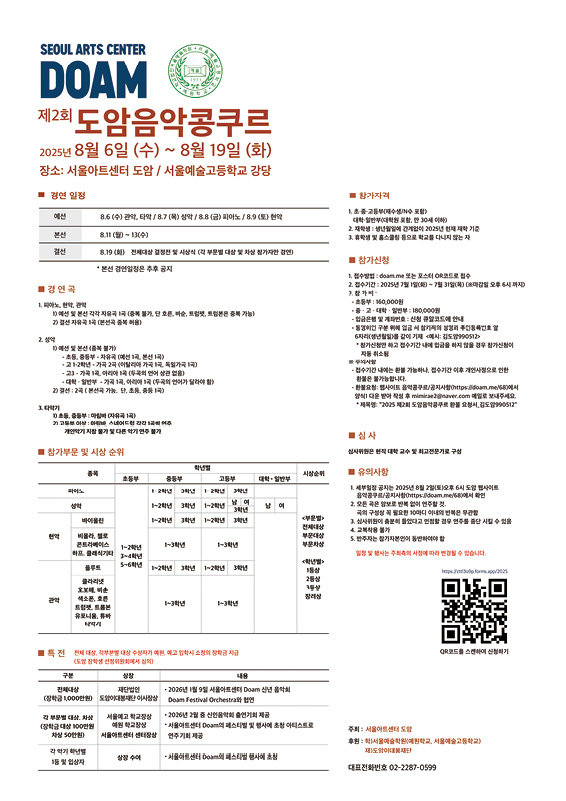 SEOUL ARTS CENTER
DOAM
제2회 도암음악콩쿠르
2025년 8월 6일 (수) ~ 8월 19일 (화)
장소: 서울아트센터 도암 / 서울예술고등학교 강당
■ 경연 일정
예선 8.6 (수) 관악, 타악 / 8.7 (목) 성악 / 8.8 (금) 피아노 / 8.9 (토) 현악
본선 8.11 (월) ~ 13(수)
결선 8.19 (화) 전체대상 결정전 및 시상식 (각 부문별 대상 및 차상 참가자만 경연)
* 본선 경연일정은 추후 공지
■ 경연 곡
1. 피아노, 현악, 관악
1) 예선 및 본선 각각 자유곡 1곡 (중복 불가, 단 호른, 바순, 트럼펫, 트럼본은 중복 가능)
2) 결선 자유곡 1곡 (본선곡 중복 허용)
2. 성악
1) 예선 및 본선 (중복 불가)
- 초등, 중등부 - 자유곡 (예선 1곡, 본선 1곡)
- 고 1·2학년 - 가곡 2곡 (이탈리아 가곡 1곡, 독일가곡 1곡)
- 고3 - 가곡 1곡, 아리아 1곡 (두곡의 언어 상관 없음)
- 대학 · 일반부 - 가곡 1곡, 아리아 1곡 (두곡의 언어가 달라야 함)
2) 결선 : 2곡 ( 본선곡 가능, 단, 초등, 중등 1곡)
3. 타악기
1) 초등, 중등부 : 마림바 (자유곡 1곡)
2) 고등부 이상 : 마림바, 스네어드럼 각각 1곡씩 연주
개인악기 지참 불가 및 다른 악기 연주 불가
■ 참가부문 및 시상 순위
종목 학년별 시상순위
초등부 중등부 고등부 대학·일반부
피아노 1·2학년 3학년 1·2학년 3학년
성악 1~2학년 3학년 1~2학년 남 여 3학년 남 여
현악 바이올린 1~2학년 3학년 1~2학년 3학년
비올라, 첼로
콘트라베이스
하프, 클래식기타
1~3학년 1~3학년
1~2학년
3~4학년
5~6학년
관악 플루트 1~2학년 3학년 1~2학년 3학년
클라리넷
오보에, 바순
색소폰, 호른
트럼펫, 트롬본
유포니움, 튜바
타악기
1~3학년 1~3학년
<부문별>
전체대상
부문대상
부문차상
<학년별>
1등상
2등상
3등상
장려상
■ 특 전 전체 대상, 각부문별 대상 수상자가 예원, 예고 입학시 소정의 장학금 지급
(도암 장학생 선정위원회에서 심의)
구분 상장 내용
전체대상
(장학금 1,000만원)
재단법인
도암이대봉재단 이사장상
· 2026년 1월 9일 서울아트센터 Doam 신년 음악회
Doam Festival Orchestra와 협연
각 부문별 대상, 차상
(장학금 대상 100만원
차상 50만원)
서울예고 학교장상
예원 학교장상
서울아트센터 센터장상
· 2026년 2월 중 신인음악회 출연기회 제공
· 서울아트센터 Doam의 페스티벌 및 행사에 초청 아티스트로
연주기회 제공
각 악기 학년별
1등 및 입상자
상장 수여
· 서울아트센터 Doam의 페스티벌 행사에 초청
■ 참가자격
1. 초·중·고등부(재수생/N수 포함)
대학·일반부(대학원 포함, 만 30세 이하)
2. 재학생 : 생년월일에 관계없이 2025년 현재 재학 기준
3. 휴학생 및 홈스쿨링 등으로 학교를 다니지 않는 자
■ 참가신청
1. 접수방법 : doam.me 또는 포스터 QR코드로 접수
2. 접수기간 : 2025년 7월 1일(화) ~ 7월 31일(목) (※마감일 오후 6시 까지)
3. 참 가 비 :
- 초등부 : 160,000원
- 중 · 고 · 대학 · 일반부 : 180,000원
- 입금은행 및 계좌번호 : 신청 큐알코드에 안내
- 동명이인 구분 위해 입금 시 참가자의 성명과 주민등록번호 앞
6자리(생년월일)를 같이 기재 <예시: 김도암990512>
* 참가신청만 하고 접수기간 내에 입금을 하지 않을 경우 참가신청이
자동 취소됨
※ 유의사항
- 접수기간 내에는 환불 가능하나, 접수기간 이후 개인사정으로 인한
환불은 불가능합니다.
- 환불요청: 웹사이트 음악콩쿠르/공지사항(https://doam.me/68)에서
양식) 다운 받아 작성 후 mimirae2@naver.com 메일로 보내주세요.
* 제목명: "2025 제2회 도암음악콩쿠르 환불 요청서_김도암990512"
■ 심 사
심사위원은 현직 대학 교수 및 최고전문가로 구성
■ 유의사항
1. 세부일정 공지는 2025년 8월 2일(토)오후 6시 도암 웹사이트
음악콩쿠르/공지사항(https://doam.me/68)에서 확인
2. 모든 곡은 암보로 반복 없이 연주할 것.
곡의 구성상 꼭 필요한 10마디 이내의 반복은 무관함
3. 심사위원이 충분히 들었다고 인정할 경우 연주를 중단 시킬 수 있음
4. 교복착용 불가
5. 반주자는 참가자본인이 동반하여야 함
일정 및 행사는 주최측의 사정에 따라 변경될 수 있습니다.
QR코드를 스캔하여 신청하기
주최 : 서울아트센터 도암
후원 : 학)서울예술학원(예원학교, 서울예술고등학교)
재)도암이대봉재단
대표전화번호 02-2287-0599